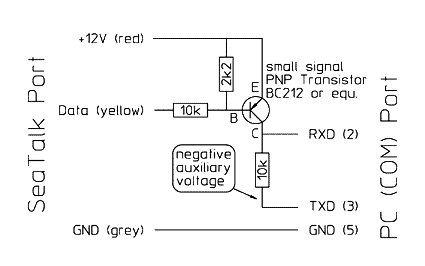 +12V (red)
small signal
PNP Transistor
BC212 or equ.
2k2
E
SeaTalk Port
Data (yellow)
10k
B
C
RXD (2)
PC (COM) Port
negative
auxiliary
voltage
10k
TXD (3)
GND (grey)
GND (5)